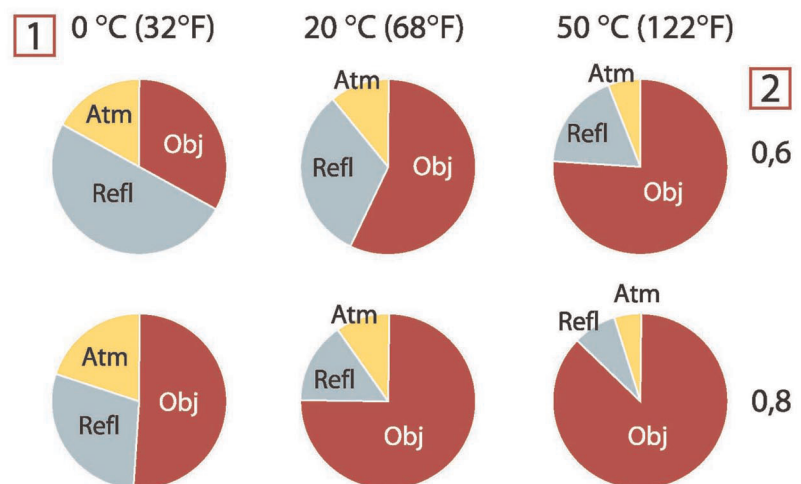 1 0 °C (32°F) 20 °C (68°F) 50 °C (122°F)
2
Atm Obj Refl
Atm Refl Obj
Atm Refl Obj
0,6
Atm Obj Refl
Atm Refl Obj
Atm Refl Obj
0,8